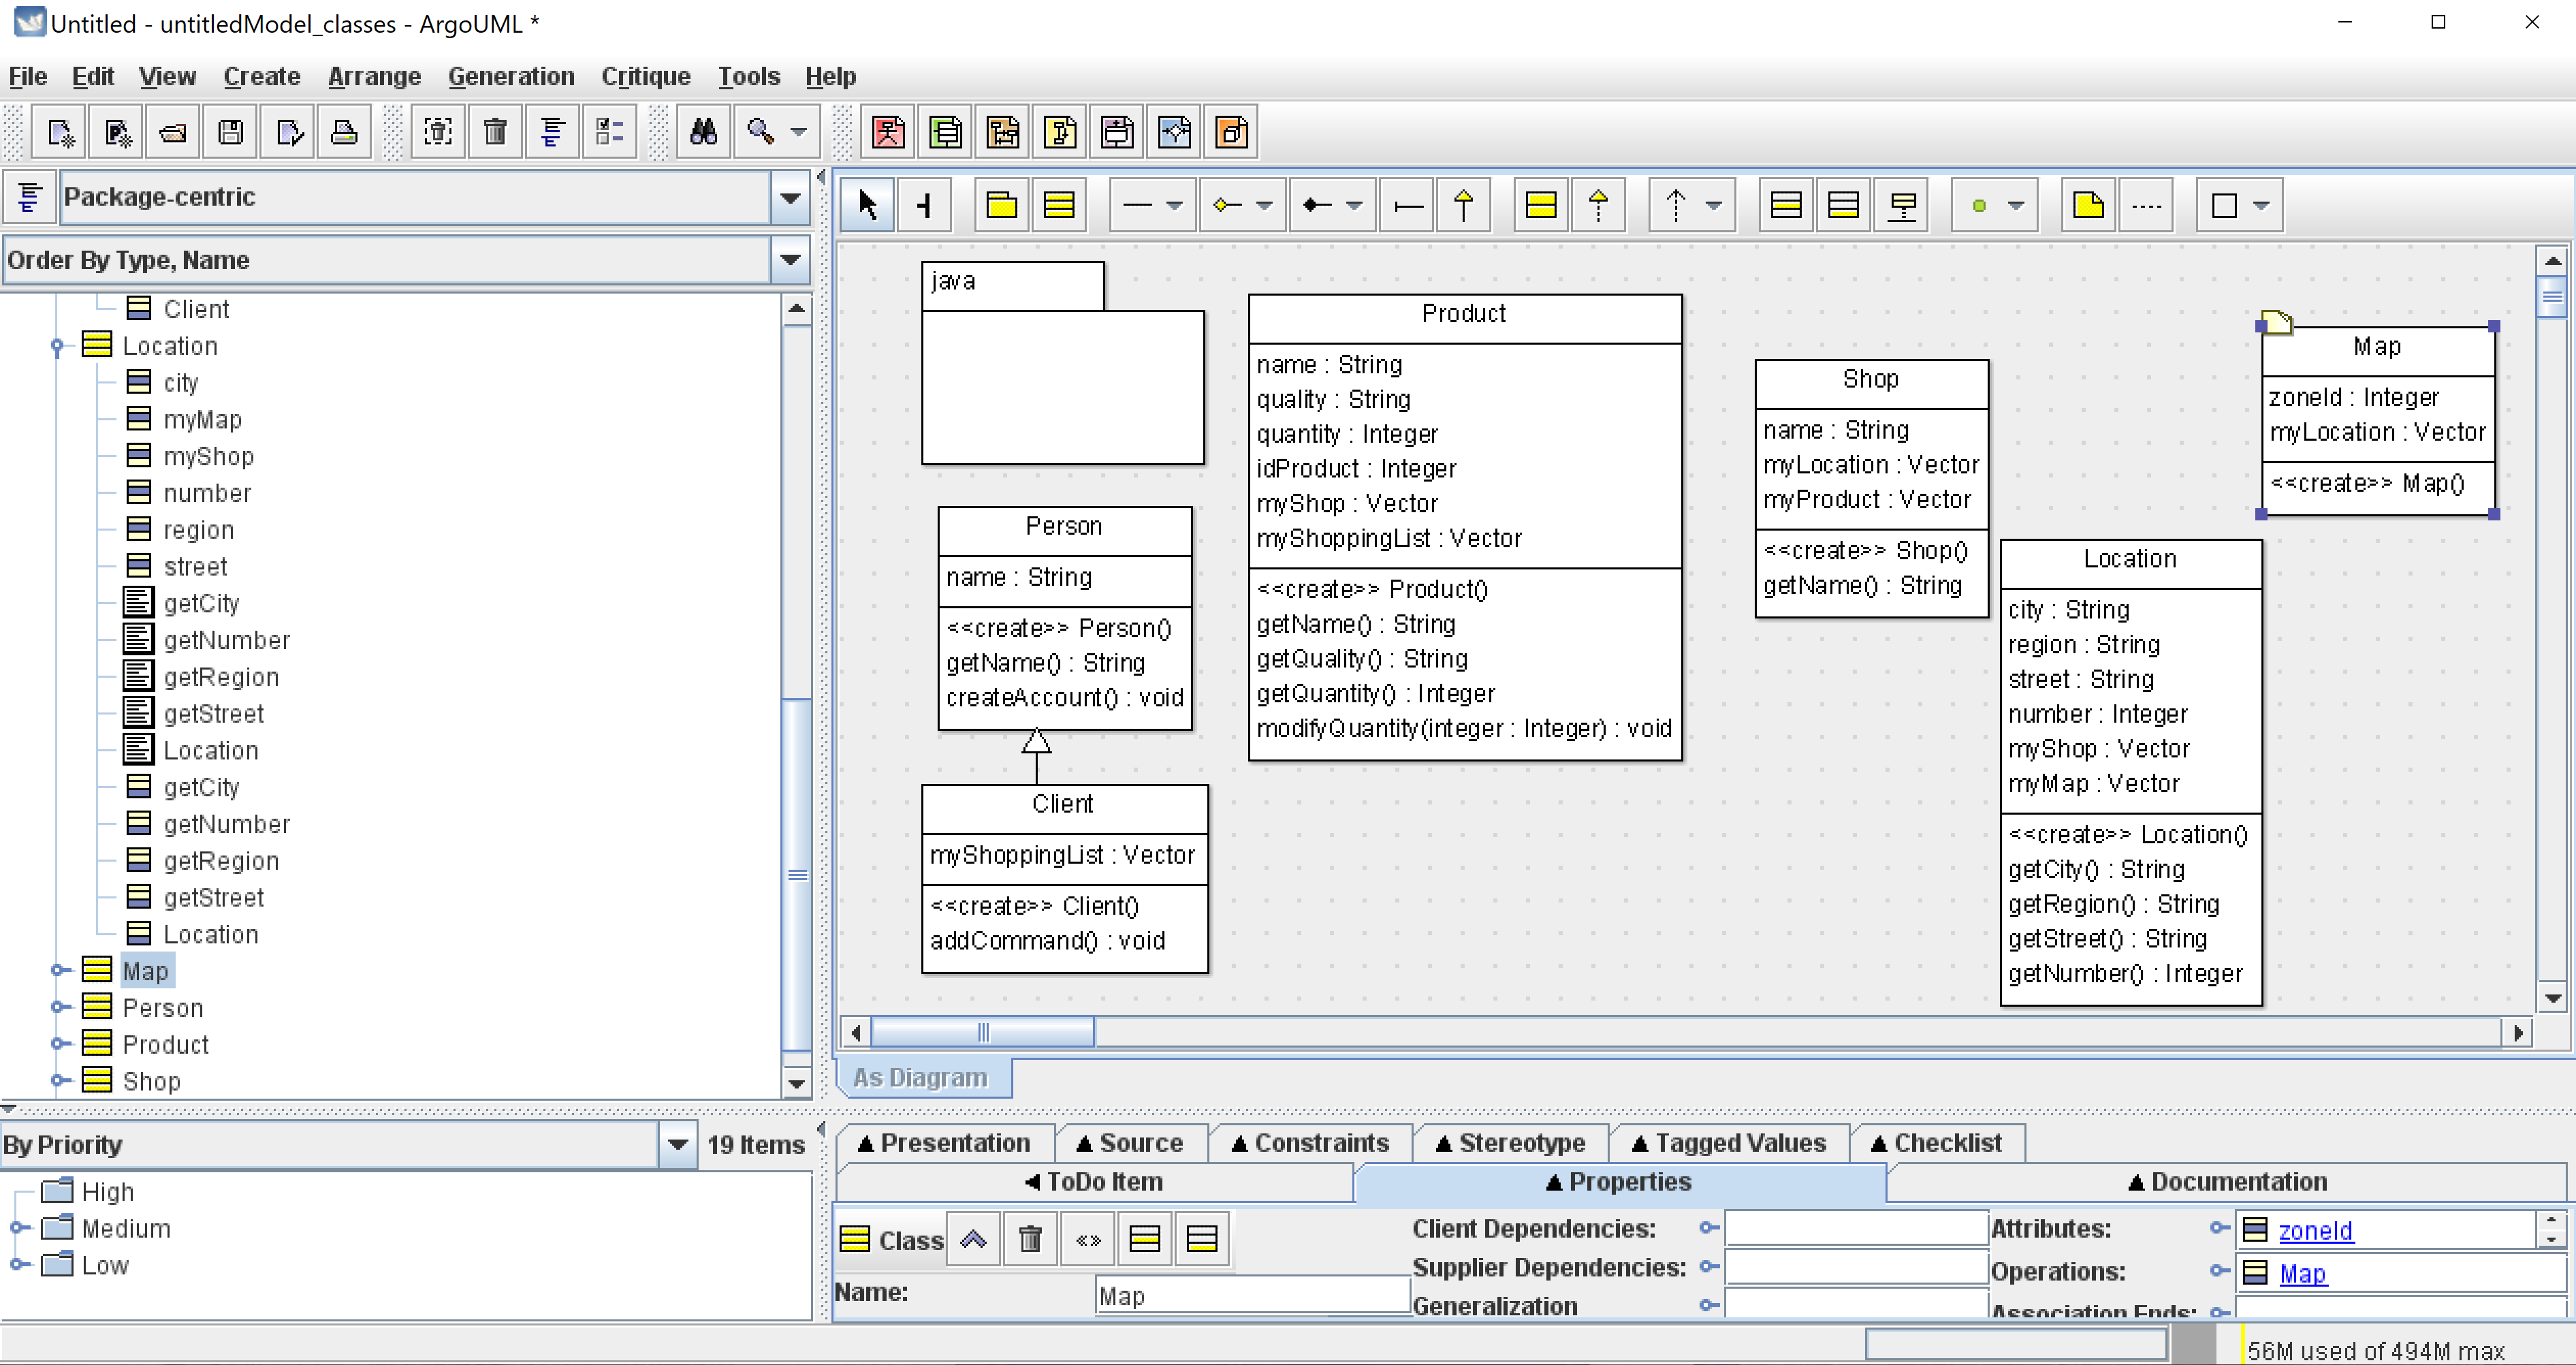 Untitled - untitledModel_classes - ArgoUML *
File Edit View Create Arrange Generation Critique Tools Help
Package-centric
Order By Type, Name
Client
Location
city
myMap
myShop
number
region
street
getCity
getNumber
getRegion
getStreet
Location
getCity
getNumber
getRegion
getStreet
Location
Map
Person
Product
Shop
java
Person
name : String
<<create>> Person()
getName() : String
createAccount() : void
Client
myShoppingList : Vector
<<create>> Client()
addCommand() : void
Product
name : String
quality : String
quantity : Integer
idProduct : Integer
myShop : Vector
myShoppingList : Vector
<<create>> Product()
getName() : String
getQuality() : String
getQuantity() : Integer
modifyQuantity(integer : Integer) : void
Shop
name : String
myLocation : Vector
myProduct : Vector
<<create>> Shop()
getName() : String
Map
zoneId : Integer
myLocation : Vector
<<create>> Map()
Location
city : String
region : String
street : String
number : Integer
myShop : Vector
myMap : Vector
<<create>> Location()
getCity() : String
getRegion() : String
getStreet() : String
getNumber() : Integer
As Diagram
By Priority
19 Items
High
Medium
Low
Presentation Source Constraints Stereotype Tagged Values Checklist
ToDo Item Properties Documentation
Class
Name: Map
Client Dependencies:
Supplier Dependencies:
Generalization
Attributes: zoneId
Operations: Map
Association Ends:
56M used of 494M max